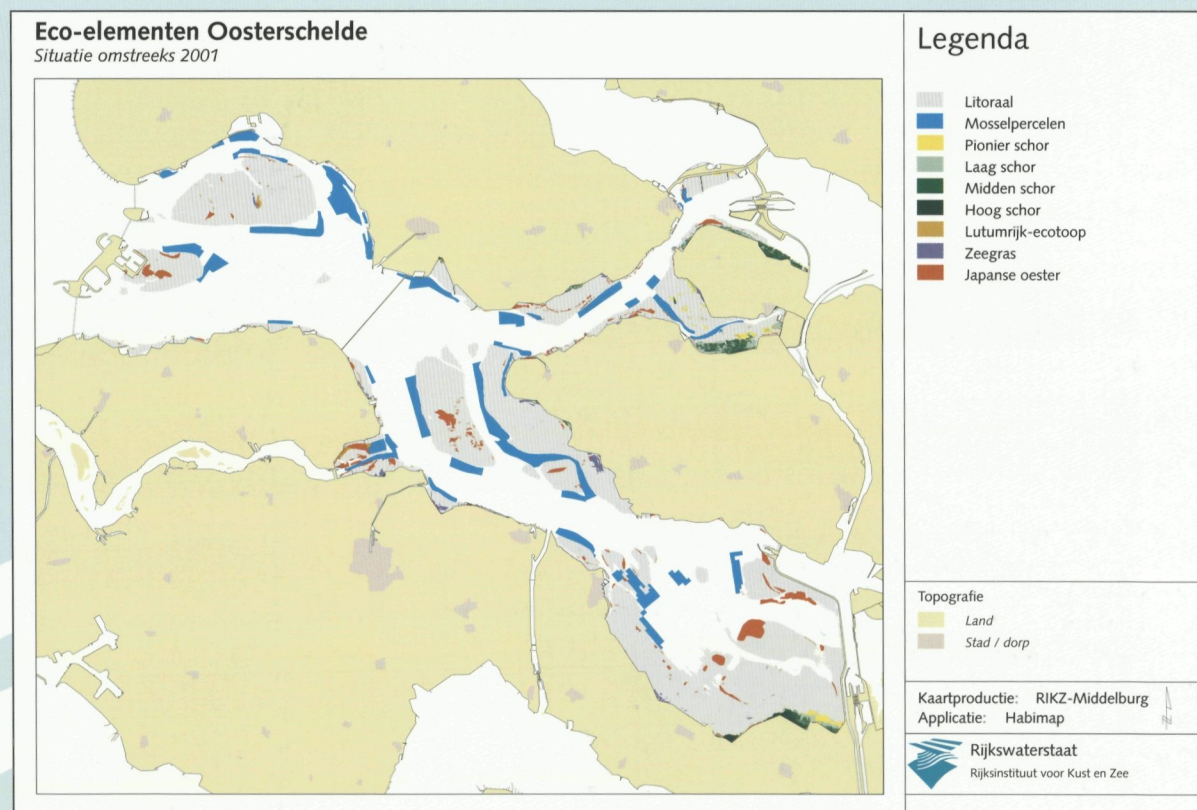 Eco-elementen Oosterschelde
Situatie omstreeks 2001
Legenda
Litoraal
Mosselpercelen
Pionier schor
Laag schor
Midden schor
Hoog schor
Lutumrijk-ecotoop
Zeegras
Japanse oester
Topografie
Land
Stad / dorp
Kaartproductie: RIKZ-Middelburg
Applicatie: Habimap
Rijkswaterstaat
Rijksinstituut voor Kust en Zee